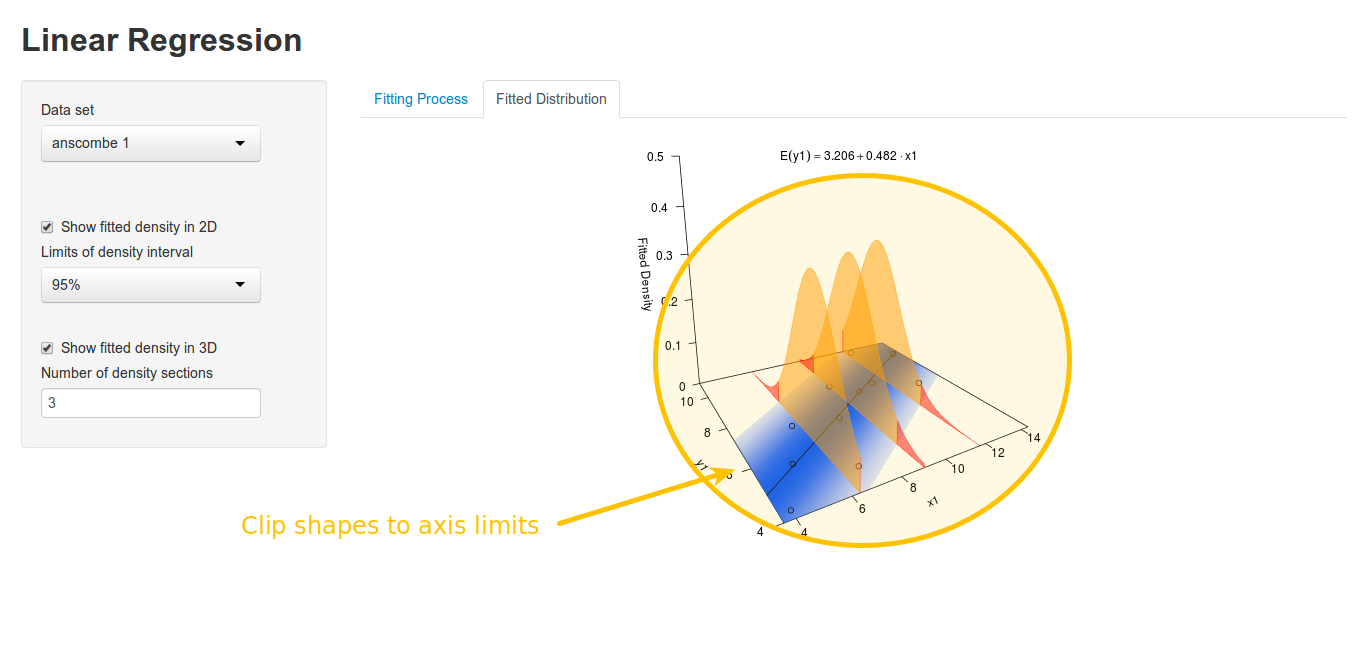 Linear Regression
Data set
anscombe 1
Show fitted density in 2D
Limits of density interval
95%
Show fitted density in 3D
Number of density sections
3
Fitting Process
Fitted Distribution
E(y1) = 3.206 + 0.482 · x1
0.5
0.4
0.3
0.2
0.1
0
Fitted Density
10
8
6
4
y1
4
6
8
10
12
14
x1
Clip shapes to axis limits